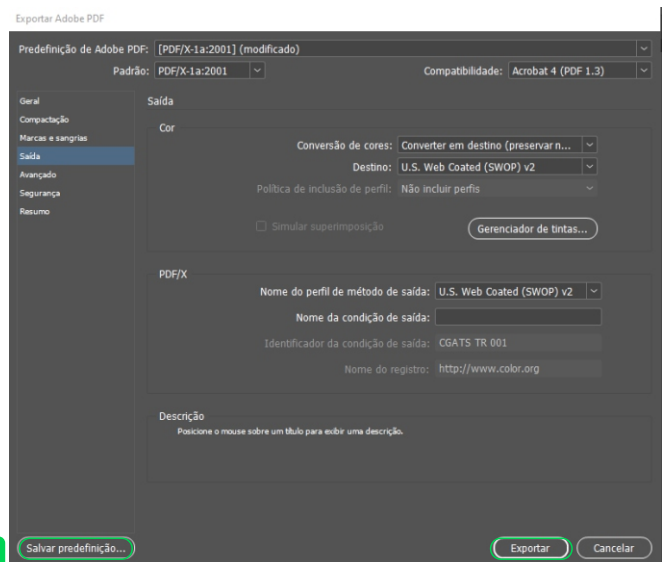 Exportar Adobe PDF
Predefinição de Adobe PDF: [PDF/X-1a:2001] (modificado)
Padrão: PDF/X-1a:2001 Compatibilidade: Acrobat 4 (PDF 1.3)
Geral
Compactação
Marcas e sangrias
Saída
Avançado
Segurança
Resumo
Saída
Cor
Conversão de cores: Converter em destino (preservar n...
Destino: U.S. Web Coated (SWOP) v2
Política de inclusão de perfil: Não incluir perfis
Simular superimposição Gerenciador de tintas...
PDF/X
Nome do perfil de método de saída: U.S. Web Coated (SWOP) v2
Nome da condição de saída:
Identificador da condição de saída: CGATS TR 001
Nome do registro: http://www.color.org
Descrição
Posicione o mouse sobre um título para exibir uma descrição.
Salvar predefinição... Exportar Cancelar